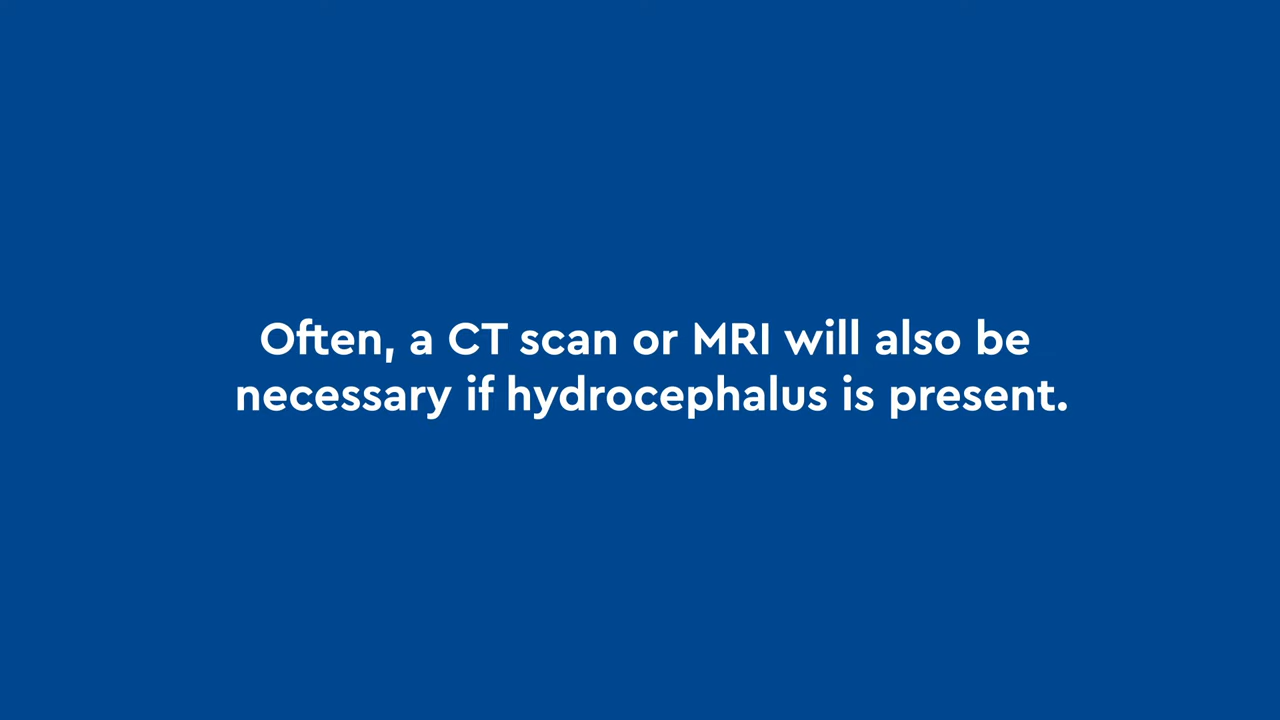 Often, a CT scan or MRI will also be
necessary if hydrocephalus is present.